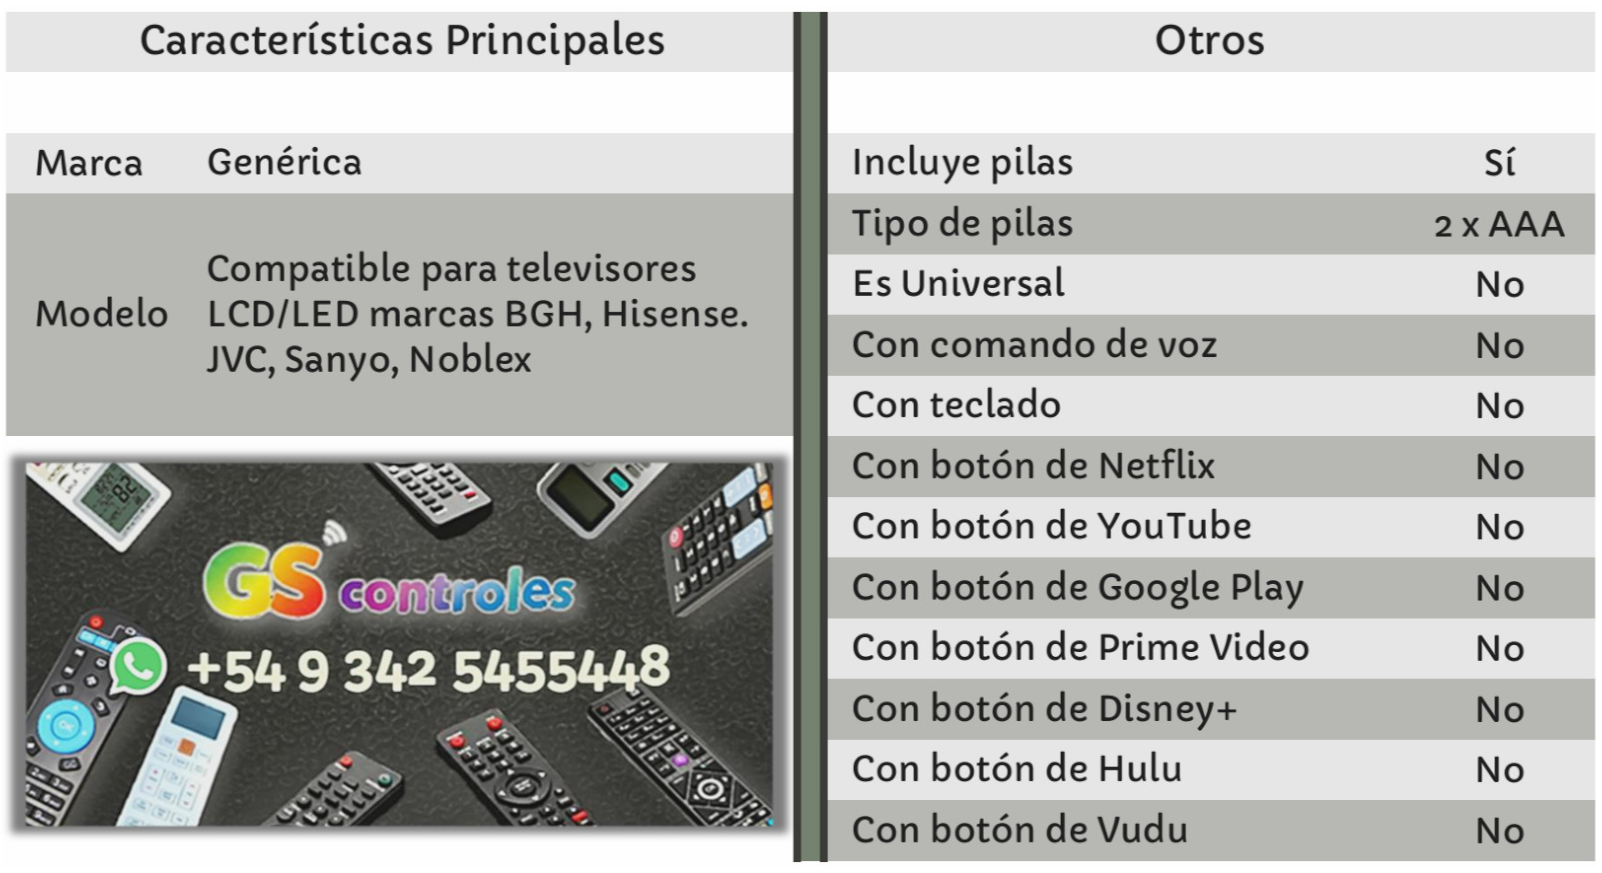 Características Principales
Marca Genérica
Modelo
Compatible para televisores
LCD/LED marcas BGH, Hisense.
JVC, Sanyo, Noblex
GS controles
+54 9 342 5455448
Otros
Incluye pilas Sí
Tipo de pilas 2 x AAA
Es Universal No
Con comando de voz No
Con teclado No
Con botón de Netflix No
Con botón de YouTube No
Con botón de Google Play No
Con botón de Prime Video No
Con botón de Disney+ No
Con botón de Hulu No
Con botón de Vudu No